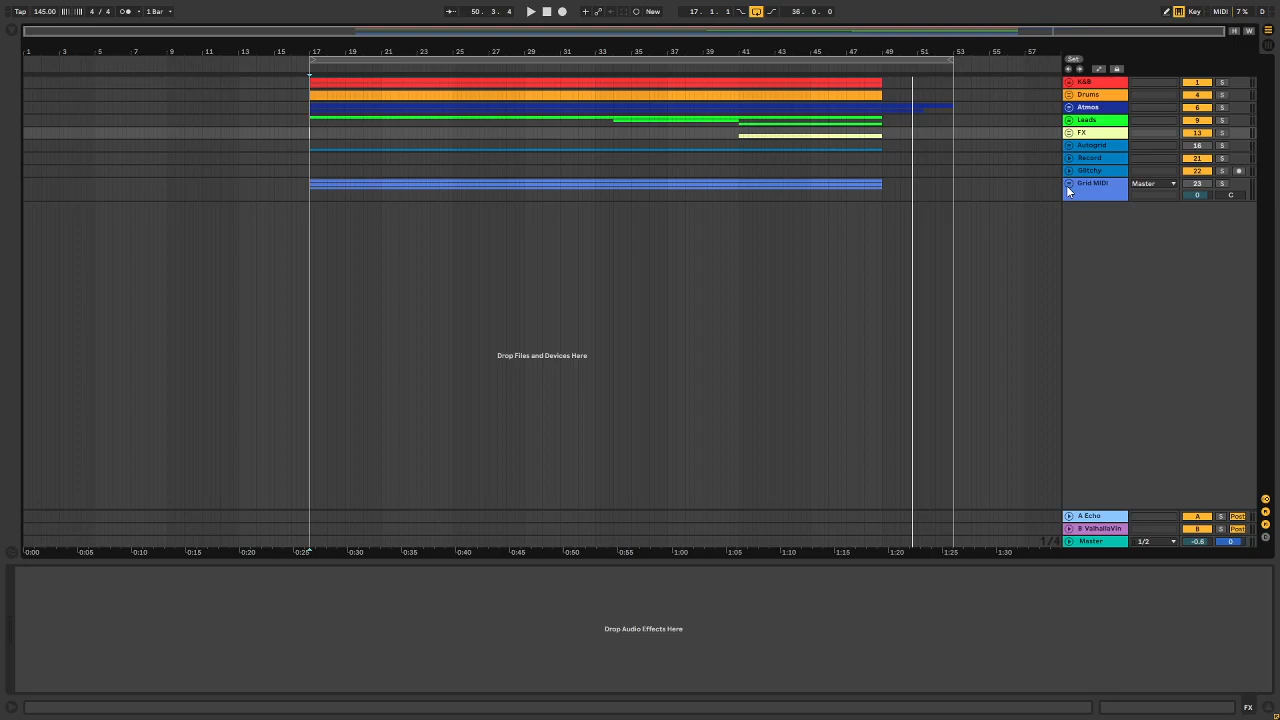 Tap 145.00 4 / 4 1 Bar 50. 3. 4 New 17. 1. 1 36. 0. 0 Key MIDI 7 % D
H W
1 3 5 7 9 11 13 15 17 19 21 23 25 27 29 31 33 35 37 39 41 43 45 47 49 51 53 55 57
Set
K&B 1 S
Drums 4 S
Atmos 6 S
Leads 9 S
FX 13 S
Autogrid 16 S
Record 21 S
Glitchy 22 S
Grid MIDI Master 23 S
0 C
Drop Files and Devices Here
A Echo A S Post
B ValhallaVin B S Post
1/4 Master 1/2 -0.6 0
0:00 0:05 0:10 0:15 0:20 0:25 0:30 0:35 0:40 0:45 0:50 0:55 1:00 1:05 1:10 1:15 1:20 1:25 1:30
Drop Audio Effects Here
FX